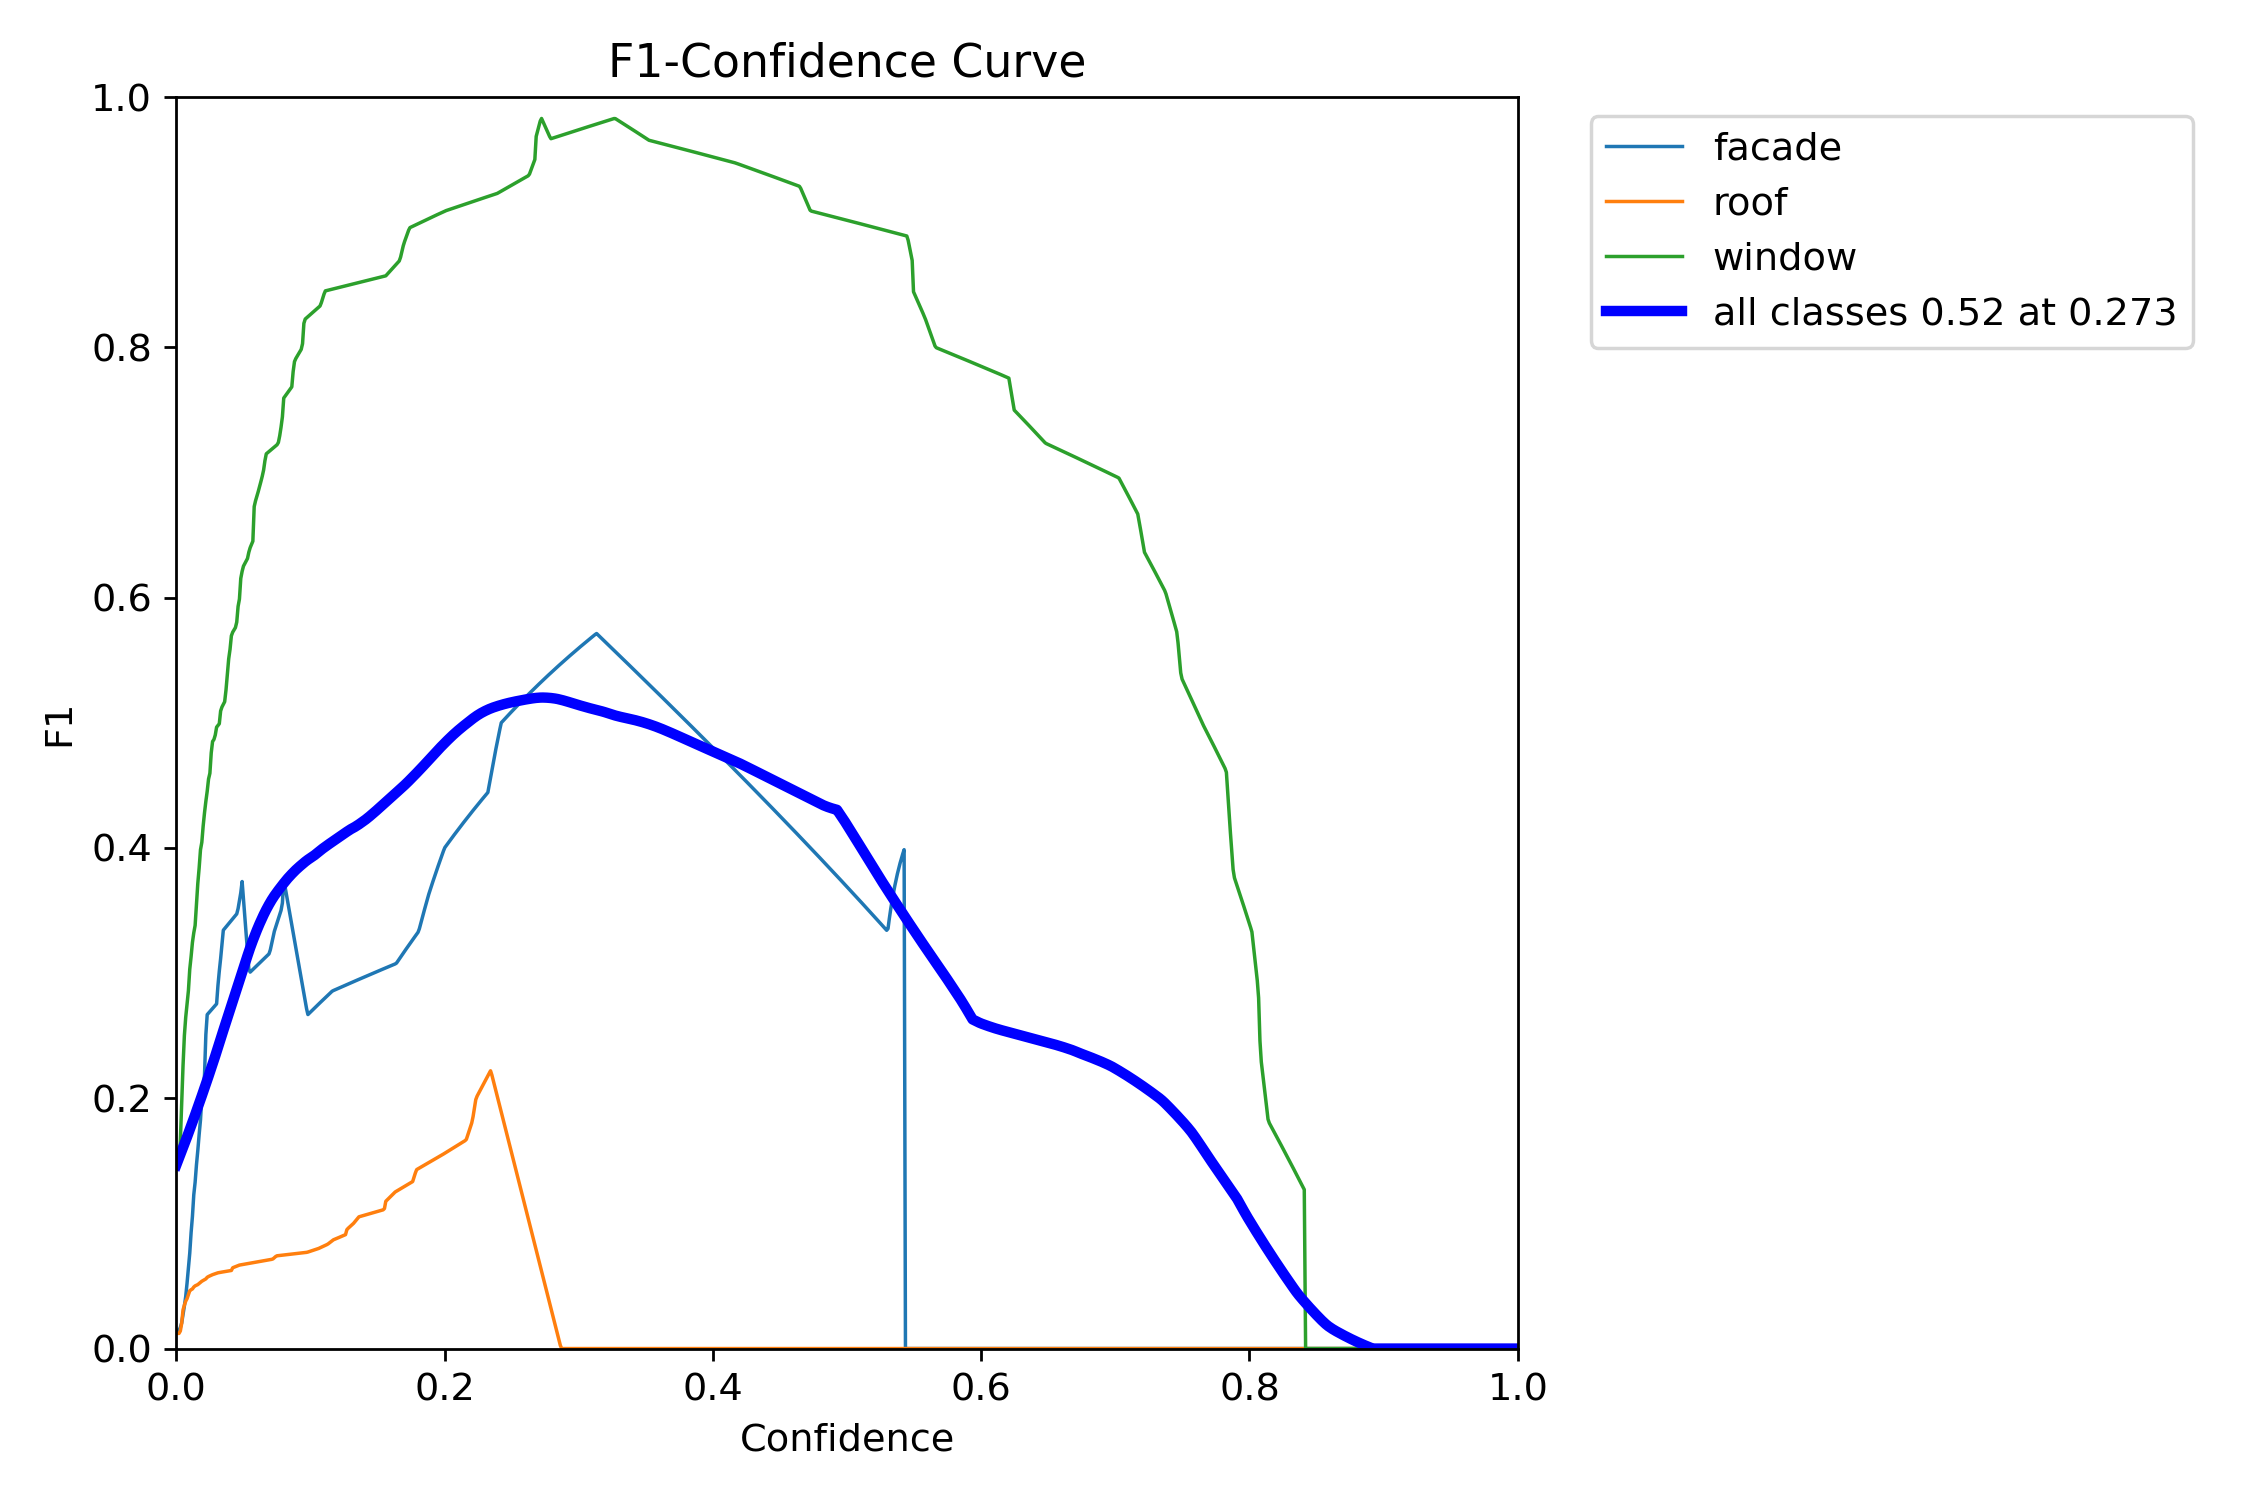 F1-Confidence Curve
1.0
0.8
0.6
0.4
0.2
0.0
F1
0.0 0.2 0.4 0.6 0.8 1.0
Confidence
facade
roof
window
all classes 0.52 at 0.273